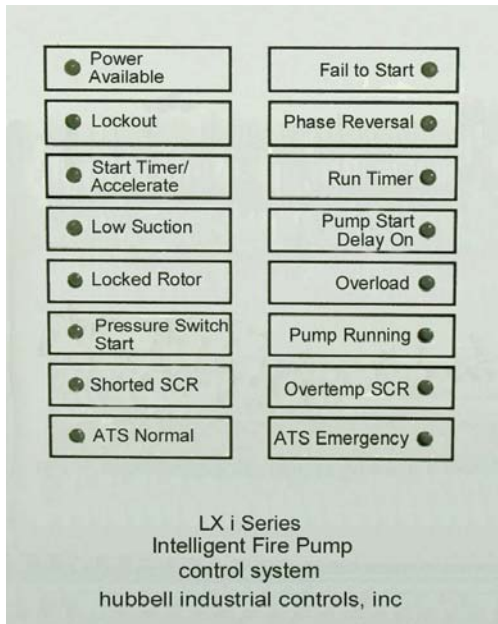 Power
Available
Fail to Start
Lockout
Phase Reversal
Start Timer/
Accelerate
Run Timer
Low Suction
Pump Start
Delay On
Locked Rotor
Overload
Pressure Switch
Start
Pump Running
Shorted SCR
Overtemp SCR
ATS Normal
ATS Emergency
LX i Series
Intelligent Fire Pump
control system
hubbell industrial controls, inc